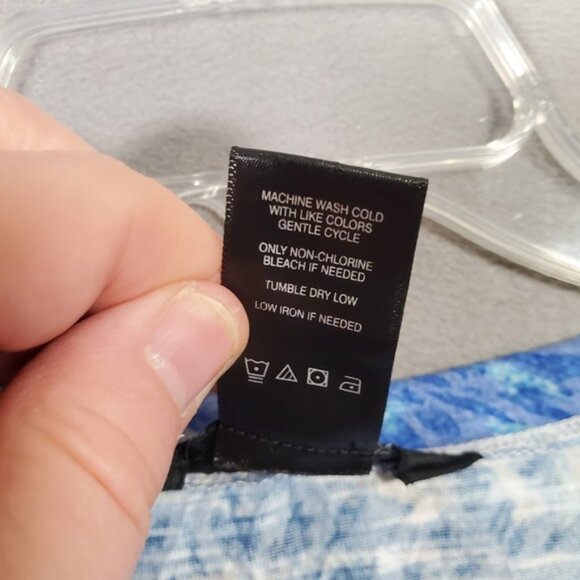 MACHINE WASH COLD
WITH LIKE COLORS
GENTLE CYCLE
ONLY NON-CHLORINE
BLEACH IF NEEDED
TUMBLE DRY LOW
LOW IRON IF NEEDED